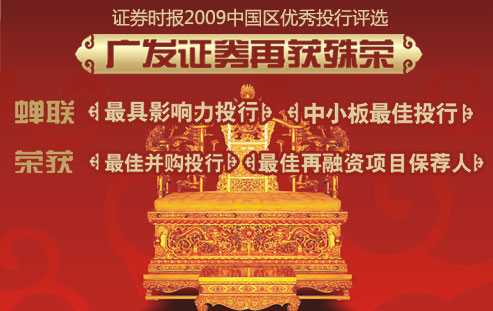 证券时报2009中国区优秀投行评选
广发证券再获殊荣
蝉联 最具影响力投行 中小板最佳投行
荣获 最佳并购投行 最佳再融资项目保荐人